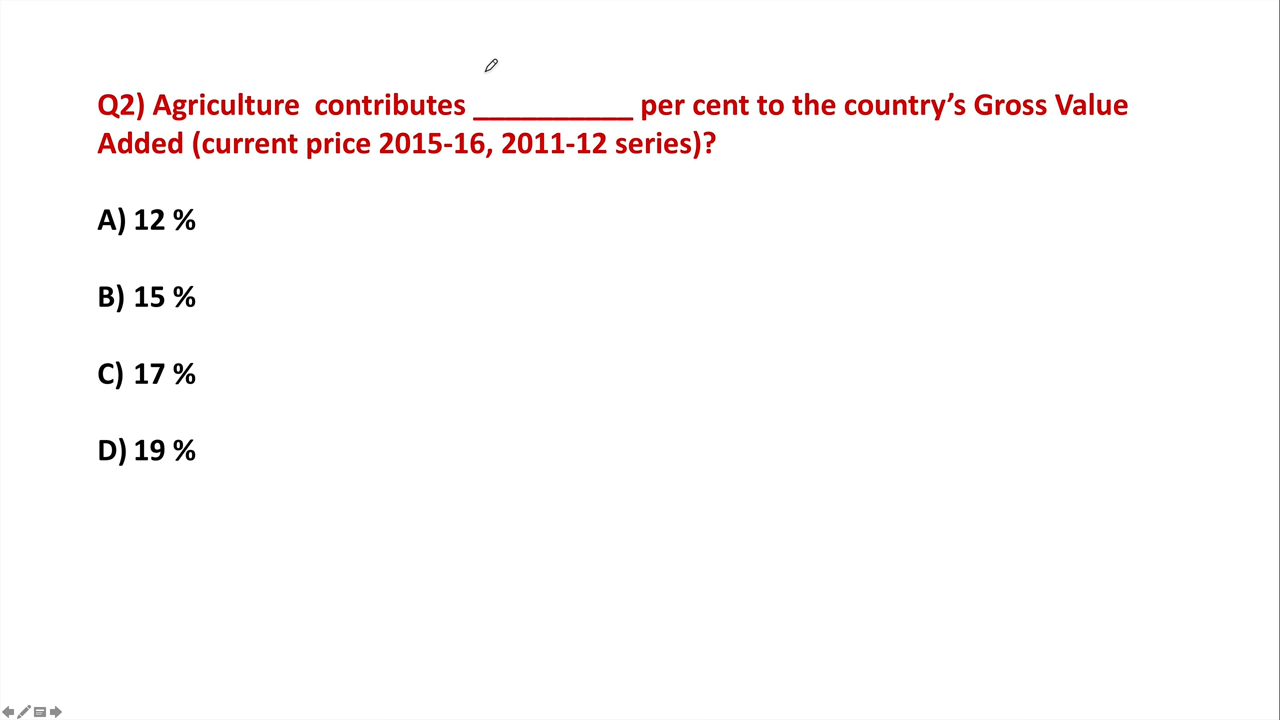 Q2) Agriculture contributes __________ per cent to the country’s Gross Value
Added (current price 2015-16, 2011-12 series)?
A) 12 %
B) 15 %
C) 17 %
D) 19 %